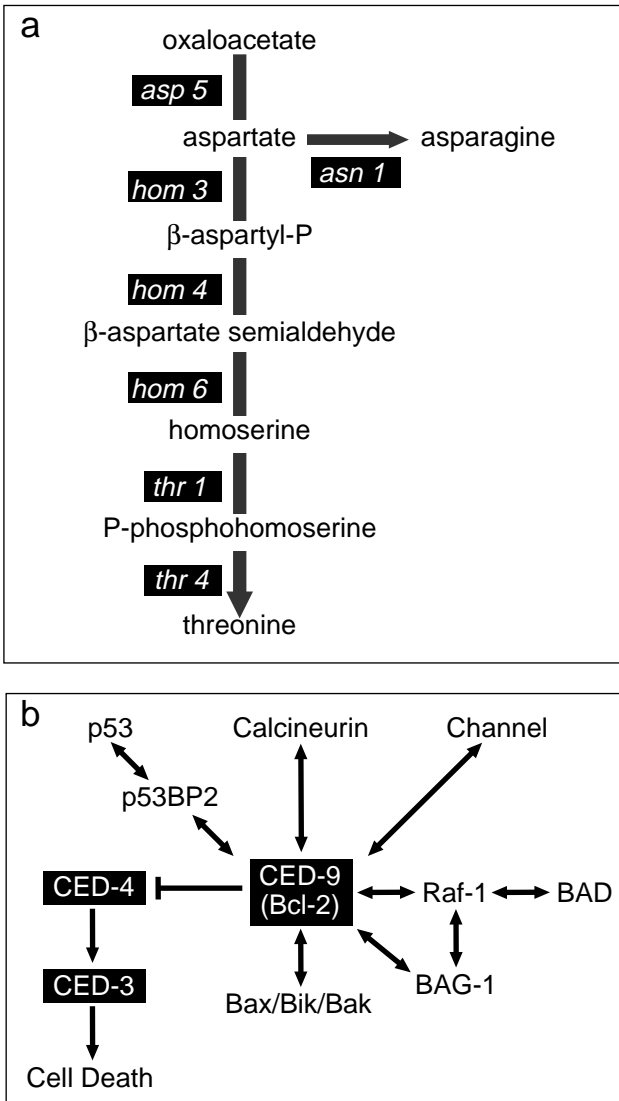 a
oxaloacetate
asp 5
aspartate
asparagine
asn 1
hom 3
β-aspartyl-P
hom 4
β-aspartate semialdehyde
hom 6
homoserine
thr 1
P-phosphohomoserine
thr 4
threonine
b
p53
Calcineurin
Channel
p53BP2
CED-4
CED-9
(Bcl-2)
Raf-1
BAD
CED-3
Bax/Bik/Bak
BAG-1
Cell Death